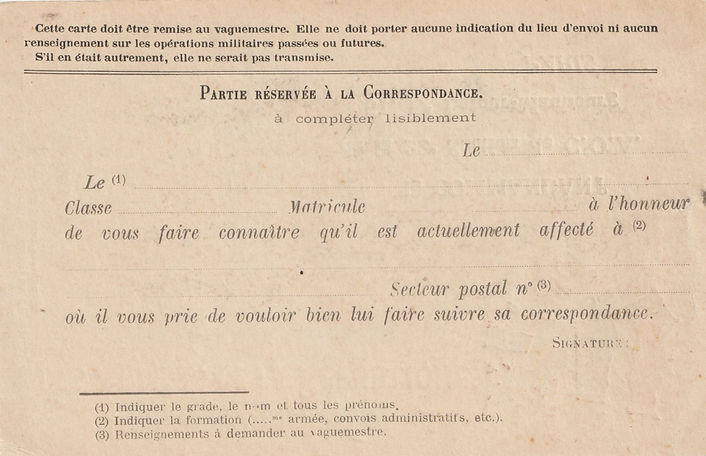 Cette carte doit être remise au vaguemestre. Elle ne doit porter aucune indication du lieu d'envoi ni aucun
renseignement sur les opérations militaires passées ou futures.
S'il en était autrement, elle ne serait pas transmise.
PARTIE RÉSERVÉE À LA CORRESPONDANCE.
à compléter lisiblement
Le
Le (1)
Classe Matricule à l'honneur
de vous faire connaître qu'il est actuellement affecté à (2)
Secteur postal n° (3)
où il vous prie de vouloir bien lui faire suivre sa correspondance.
SIGNATURE:
(1) Indiquer le grade, le nom et tous les prénoms.
(2) Indiquer la formation (.....me armée, convois administratifs, etc.).
(3) Renseignements à demander au vaguemestre.